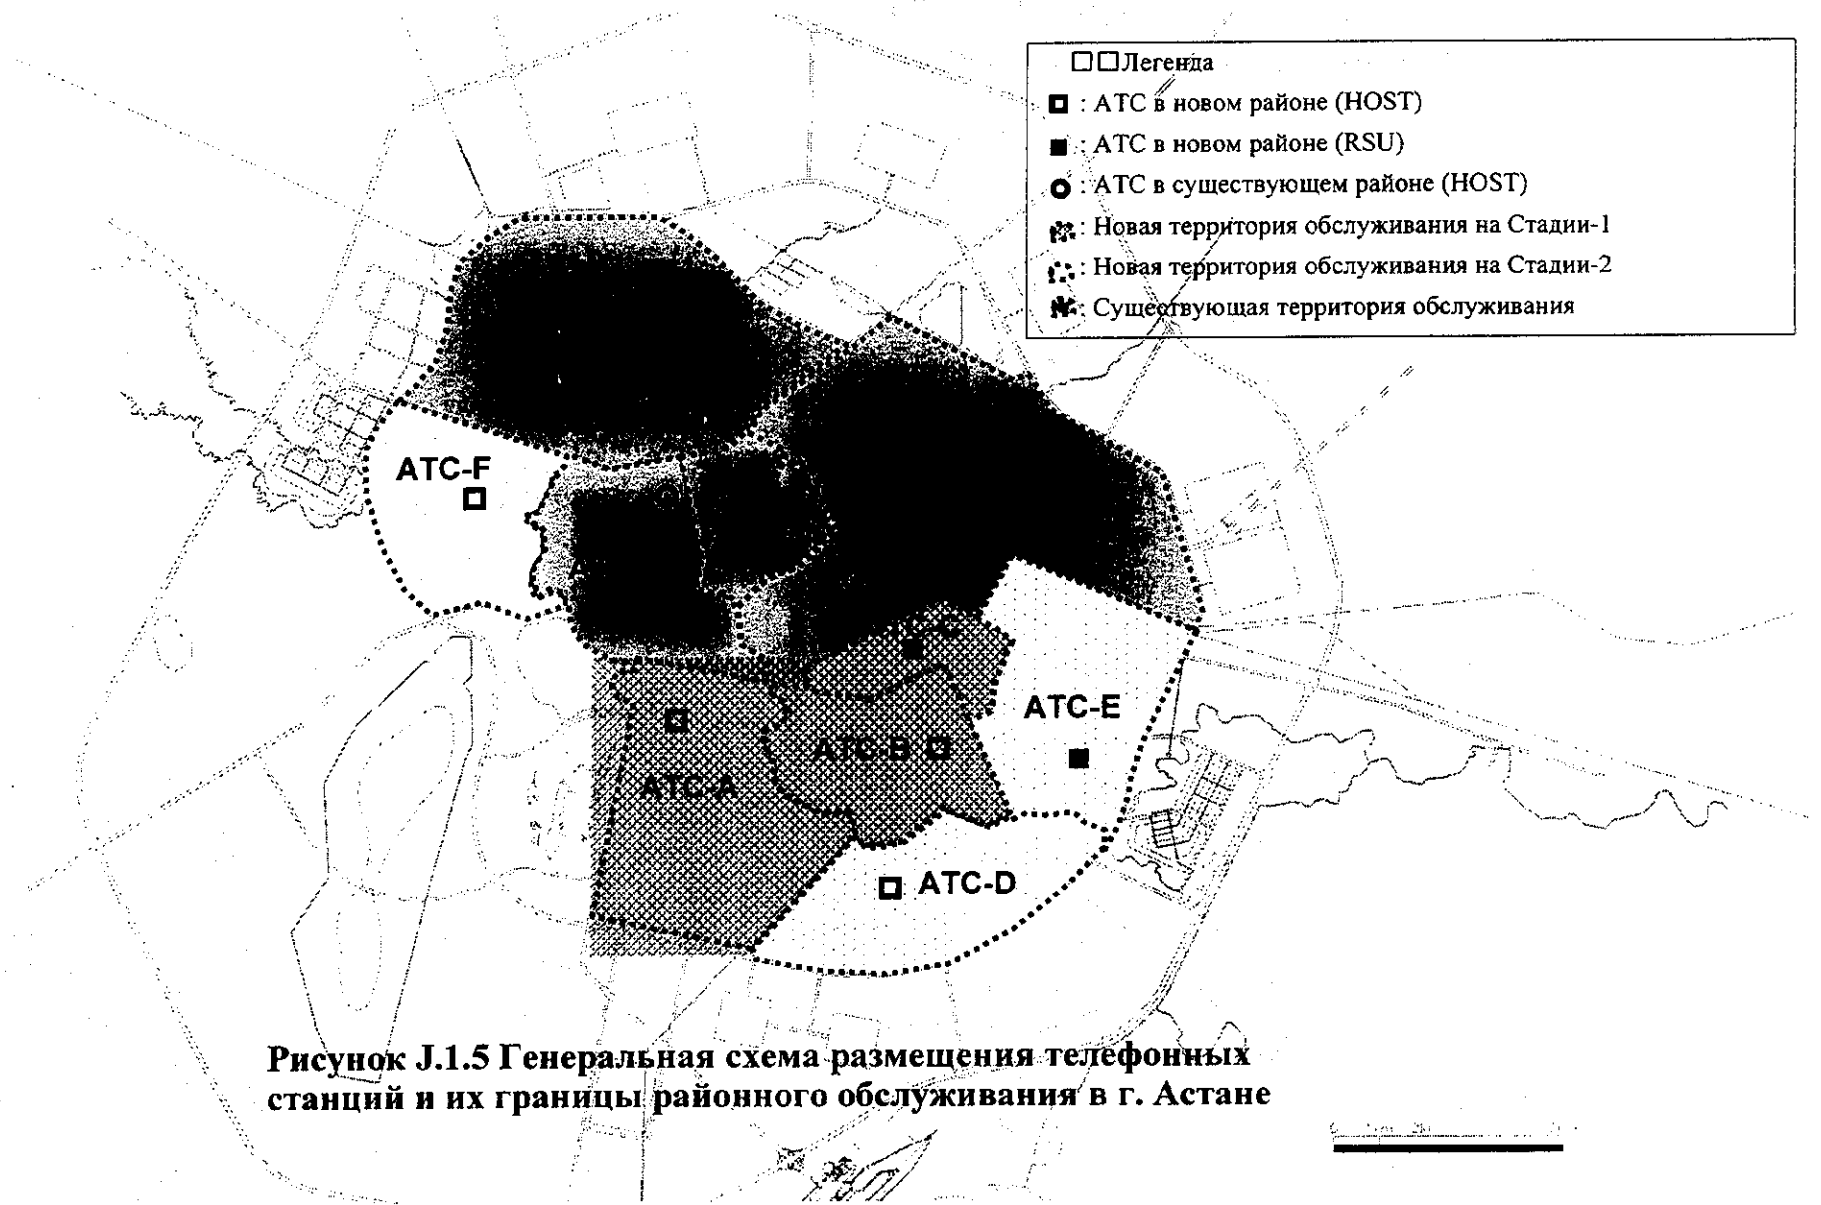 Легенда
: АТС в новом районе (HOST)
: АТС в новом районе (RSU)
: АТС в существующем районе (HOST)
: Новая территория обслуживания на Стадии-1
: Новая территория обслуживания на Стадии-2
: Существующая территория обслуживания
АТС-F
АТС-E
АТС-B
АТС-A
АТС-D
Рисунок J.1.5 Генеральная схема размещения телефонных
станций и их границы районного обслуживания в г. Астане